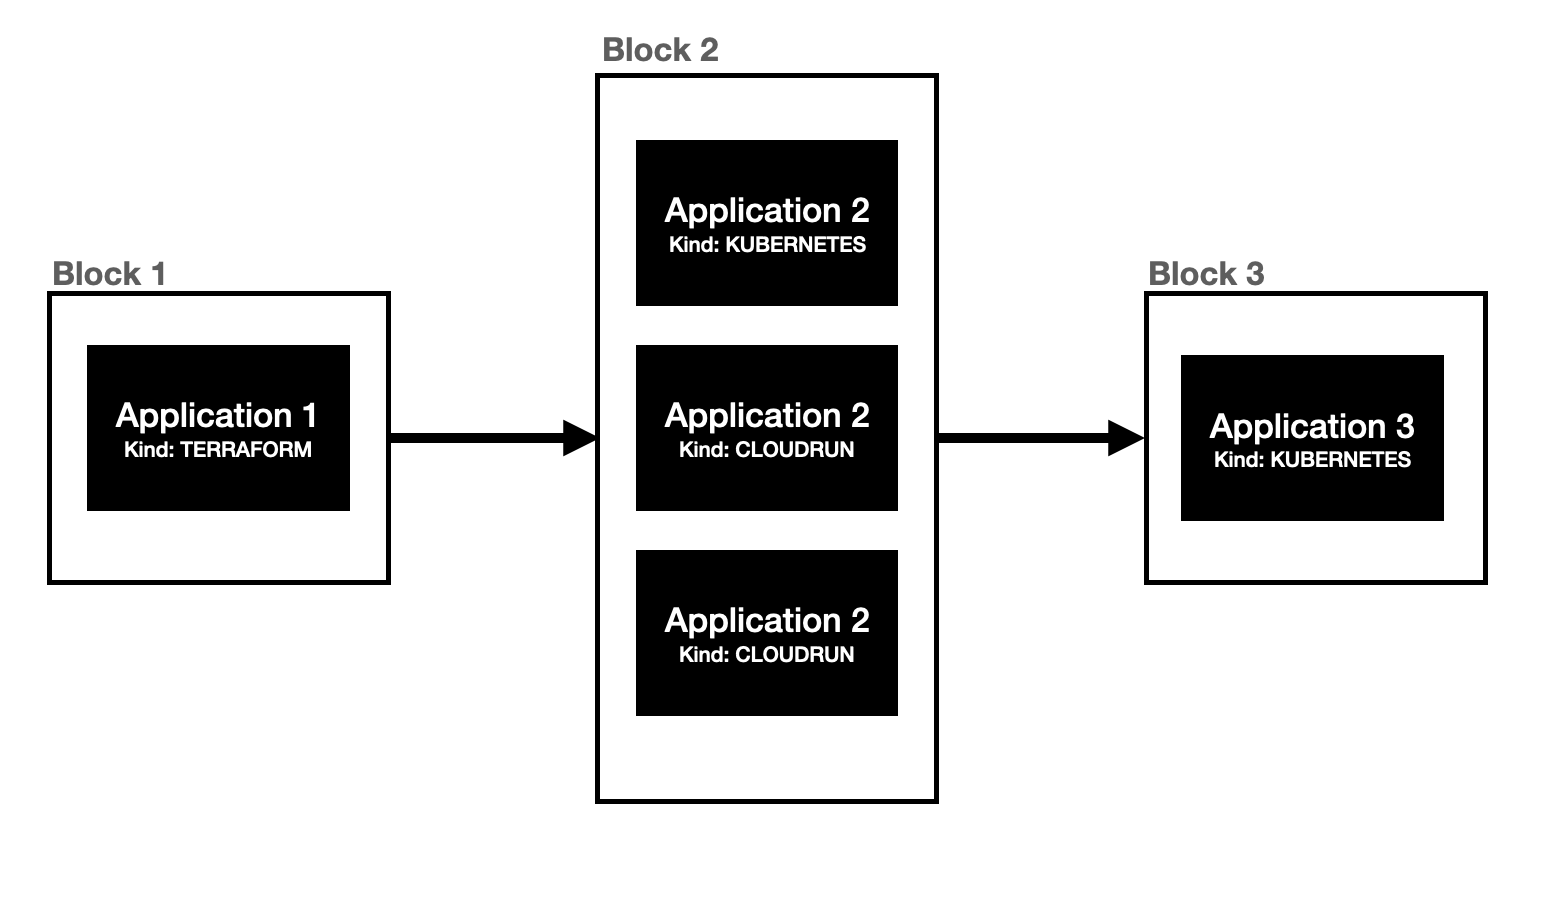 Block 1
Application 1
Kind: TERRAFORM
Block 2
Application 2
Kind: KUBERNETES
Application 2
Kind: CLOUDRUN
Application 2
Kind: CLOUDRUN
Block 3
Application 3
Kind: KUBERNETES